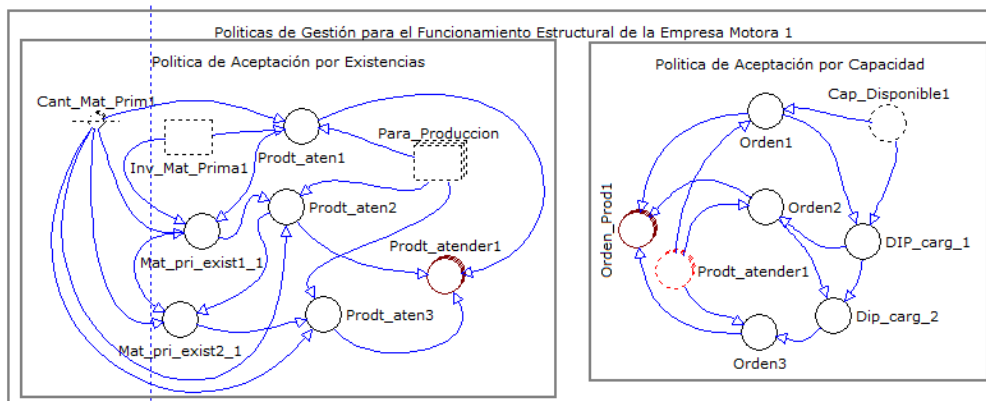 Politicas de Gestión para el Funcionamiento Estructural de la Empresa Motora 1
Politica de Aceptación por Existencias
Cant_Mat_Prim1
Para_Produccion
Inv_Mat_Prima1
Prodt_aten1
Prodt_aten2
Prodt_atender1
Mat_pri_exist1_1
Prodt_aten3
Mat_pri_exist2_1
Politica de Aceptación por Capacidad
Cap_Disponible1
Orden1
Orden_Prod1
Orden2
DIP_carg_1
Prodt_atender1
Dip_carg_2
Orden3